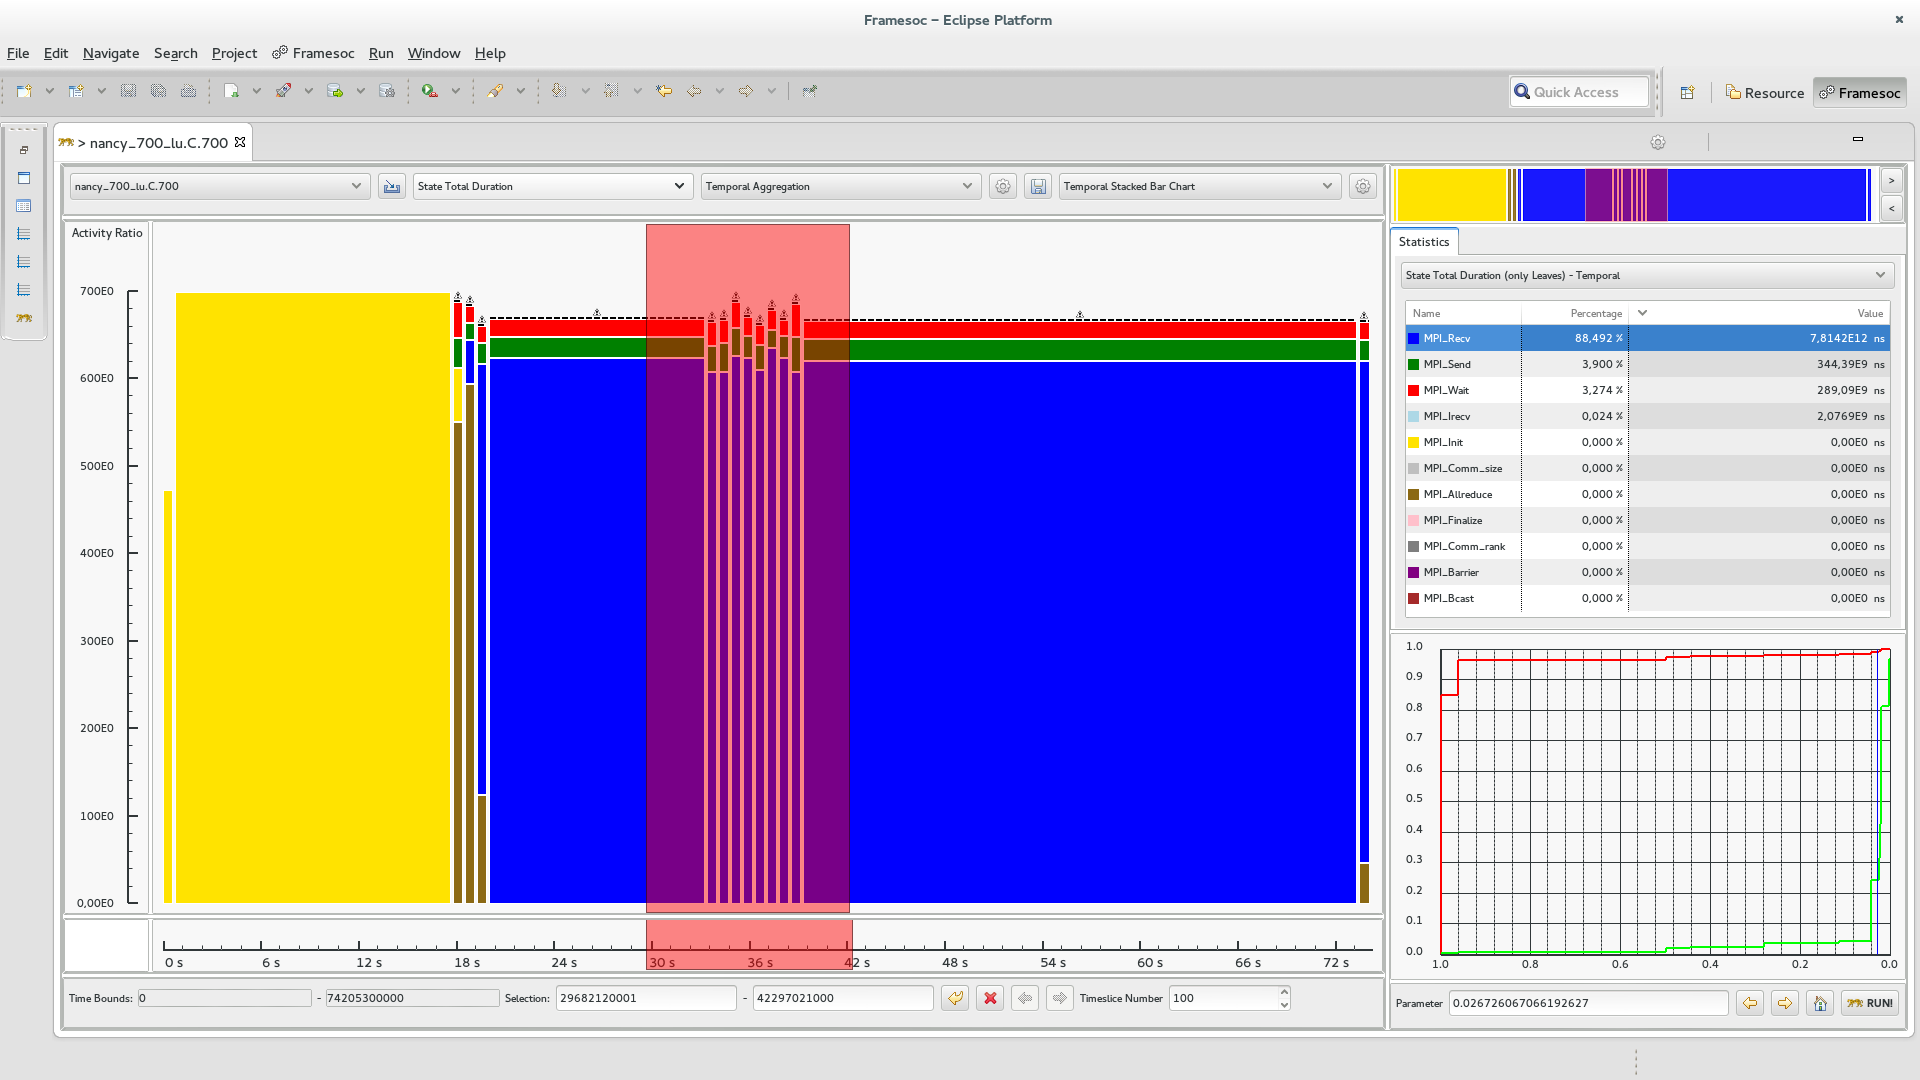 Framesoc – Eclipse Platform
File Edit Navigate Search Project Framesoc Run Window Help
Quick Access Resource Framesoc
> nancy_700_lu.C.700
nancy_700_lu.C.700 State Total Duration Temporal Aggregation Temporal Stacked Bar Chart
>
<
Activity Ratio
700E0
600E0
500E0
400E0
300E0
200E0
100E0
0,00E0
0 s 6 s 12 s 18 s 24 s 30 s 36 s 42 s 48 s 54 s 60 s 66 s 72 s
Time Bounds: 0 - 74205300000 Selection: 29682120001 - 42297021000 Timeslice Number 100
Statistics
State Total Duration (only Leaves) - Temporal
Name Percentage Value
MPI_Recv 88,492 % 7,8142E12 ns
MPI_Send 3,900 % 344,39E9 ns
MPI_Wait 3,274 % 289,09E9 ns
MPI_Irecv 0,024 % 2,0769E9 ns
MPI_Init 0,000 % 0,00E0 ns
MPI_Comm_size 0,000 % 0,00E0 ns
MPI_Allreduce 0,000 % 0,00E0 ns
MPI_Finalize 0,000 % 0,00E0 ns
MPI_Comm_rank 0,000 % 0,00E0 ns
MPI_Barrier 0,000 % 0,00E0 ns
MPI_Bcast 0,000 % 0,00E0 ns
1.0
0.9
0.8
0.7
0.6
0.5
0.4
0.3
0.2
0.1
0.0
1.0 0.8 0.6 0.4 0.2 0.0
Parameter 0.026726067066192627 RUN!